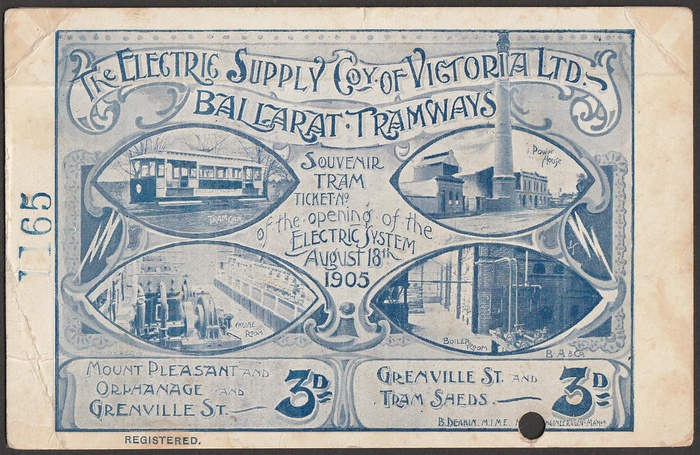 The Electric Supply Coy. of Victoria Ltd.
Ballarat Tramways
Souvenir
Tram
Ticket No
of the opening of the
Electric System
August 18th
1905
Tram Car
Power House
Engine Room
Boiler Room
B. A & Co
1165
Mount Pleasant and
Orphanage and
Grenville St. —
3D
Grenville St. and
Tram Sheds. —
3D
B. Deakin, M.I.M.E.
REGISTERED.